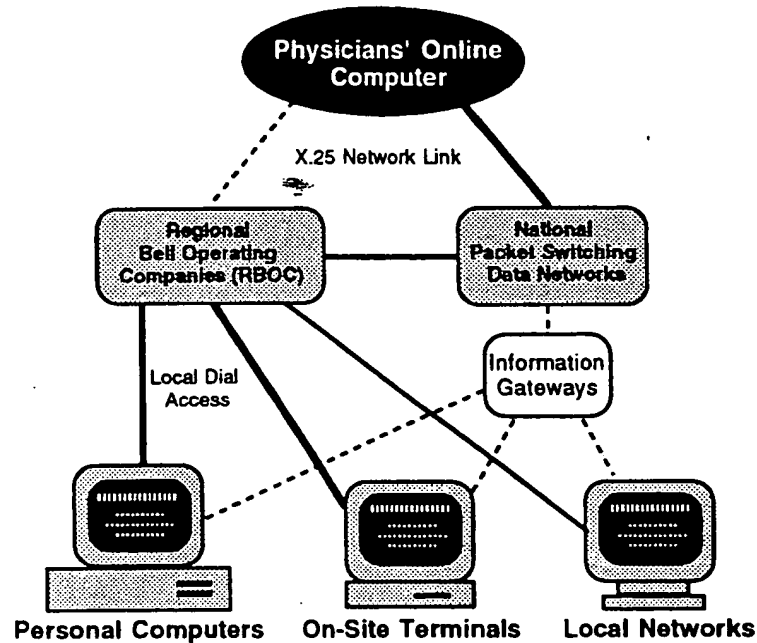 Physicians' Online
Computer
X.25 Network Link
Regional
Bell Operating
Companies (RBOC)
National
Packet Switching
Data Networks
Information
Gateways
Local Dial
Access
Personal Computers
On-Site Terminals
Local Networks